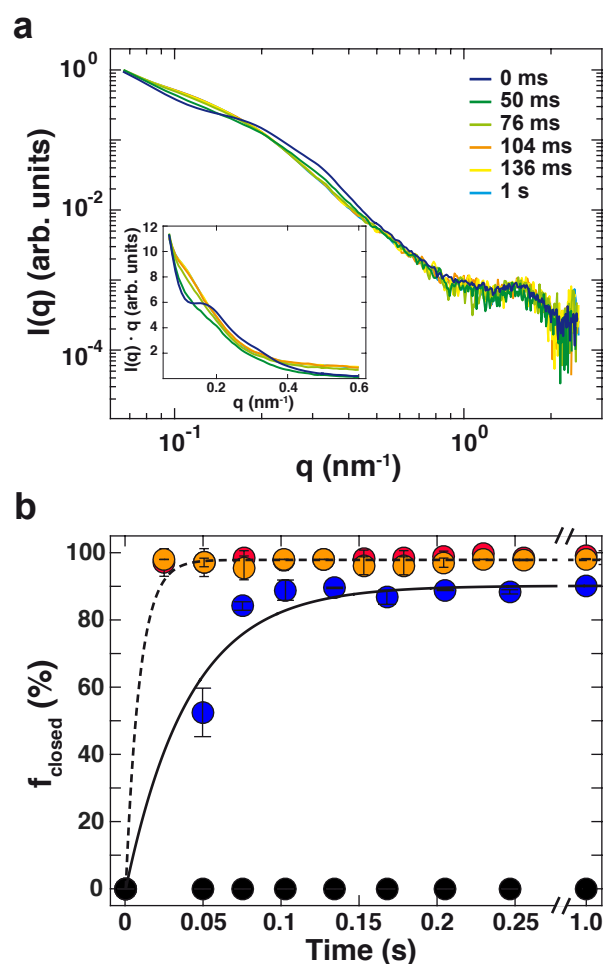 a
I(q) (arb. units)
10⁰
10⁻²
10⁻⁴
0 ms
50 ms
76 ms
104 ms
136 ms
1 s
I(q) · q (arb. units)
12
10
8
6
4
2
0.2
0.4
0.6
q (nm⁻¹)
10⁻¹
10⁰
q (nm⁻¹)
b
f closed (%)
100
80
60
40
20
0
0
0.05
0.1
0.15
0.2
0.25
1.0
Time (s)